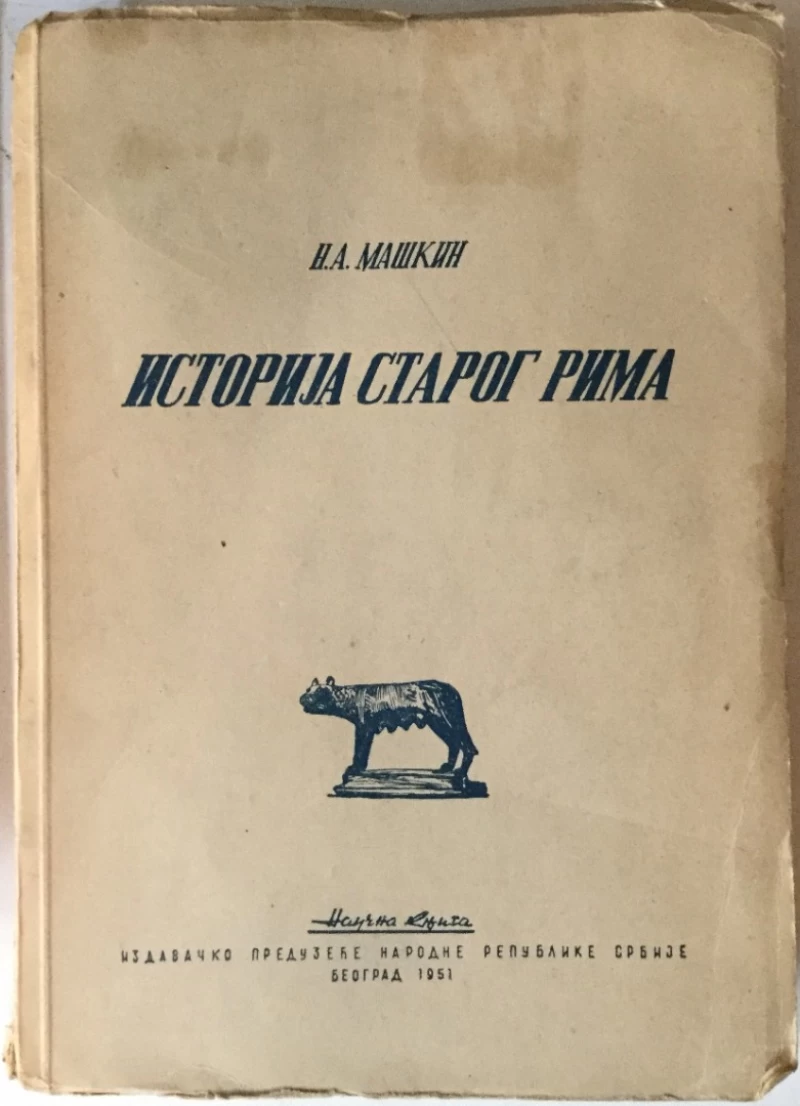 Н.А. МАШКИН
ИСТОРИЈА СТАРОГ РИМА
Научна књига
ИЗДАВАЧКО ПРЕДУЗЕЋЕ НАРОДНЕ РЕПУБЛИКЕ СРБИЈЕ
БЕОГРАД 1951